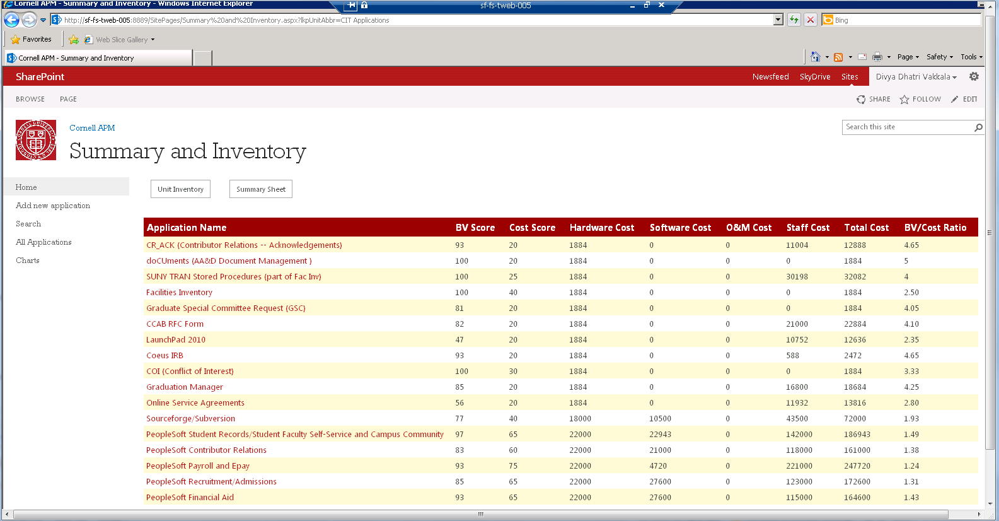 Cornell APM - Summary and Inventory - Windows Internet Explorer
sf-fs-tweb-005
http://sf-fs-tweb-005:8889/SitePages/Summary%20and%20Inventory.aspx?lkpUnitAbbr=CIT Applications
Bing
Favorites
Web Slice Gallery
Cornell APM - Summary and Inventory
Page
Safety
Tools
SharePoint
Newsfeed
SkyDrive
Sites
Divya Dhatri Vakkala
BROWSE
PAGE
SHARE
FOLLOW
EDIT
Cornell APM
Search this site
Summary and Inventory
Home
Add new application
Search
All Applications
Charts
Unit Inventory
Summary Sheet
Application Name BV Score Cost Score Hardware Cost Software Cost O&M Cost Staff Cost Total Cost BV/Cost Ratio
CR_ACK (Contributor Relations -- Acknowledgements) 93 20 1884 0 0 11004 12888 4.65
doCUments (AA&D Document Management ) 100 20 1884 0 0 0 1884 5
SUNY TRAN Stored Procedures (part of Fac Inv) 100 25 1884 0 0 30198 32082 4
Facilities Inventory 100 40 1884 0 0 0 1884 2.50
Graduate Special Committee Request (GSC) 81 20 1884 0 0 0 1884 4.05
CCAB RFC Form 82 20 1884 0 0 21000 22884 4.10
LaunchPad 2010 47 20 1884 0 0 10752 12636 2.35
Coeus IRB 93 20 1884 0 0 588 2472 4.65
COI (Conflict of Interest) 100 30 1884 0 0 0 1884 3.33
Graduation Manager 85 20 1884 0 0 16800 18684 4.25
Online Service Agreements 56 20 1884 0 0 11932 13816 2.80
Sourceforge/Subversion 77 40 18000 10500 0 43500 72000 1.93
PeopleSoft Student Records/Student Faculty Self-Service and Campus Community 97 65 22000 22943 0 142000 186943 1.49
PeopleSoft Contributor Relations 83 60 22000 21000 0 118000 161000 1.38
PeopleSoft Payroll and Epay 93 75 22000 4720 0 221000 247720 1.24
PeopleSoft Recruitment/Admissions 85 65 22000 27600 0 123000 172600 1.31
PeopleSoft Financial Aid 93 65 22000 27600 0 115000 164600 1.43